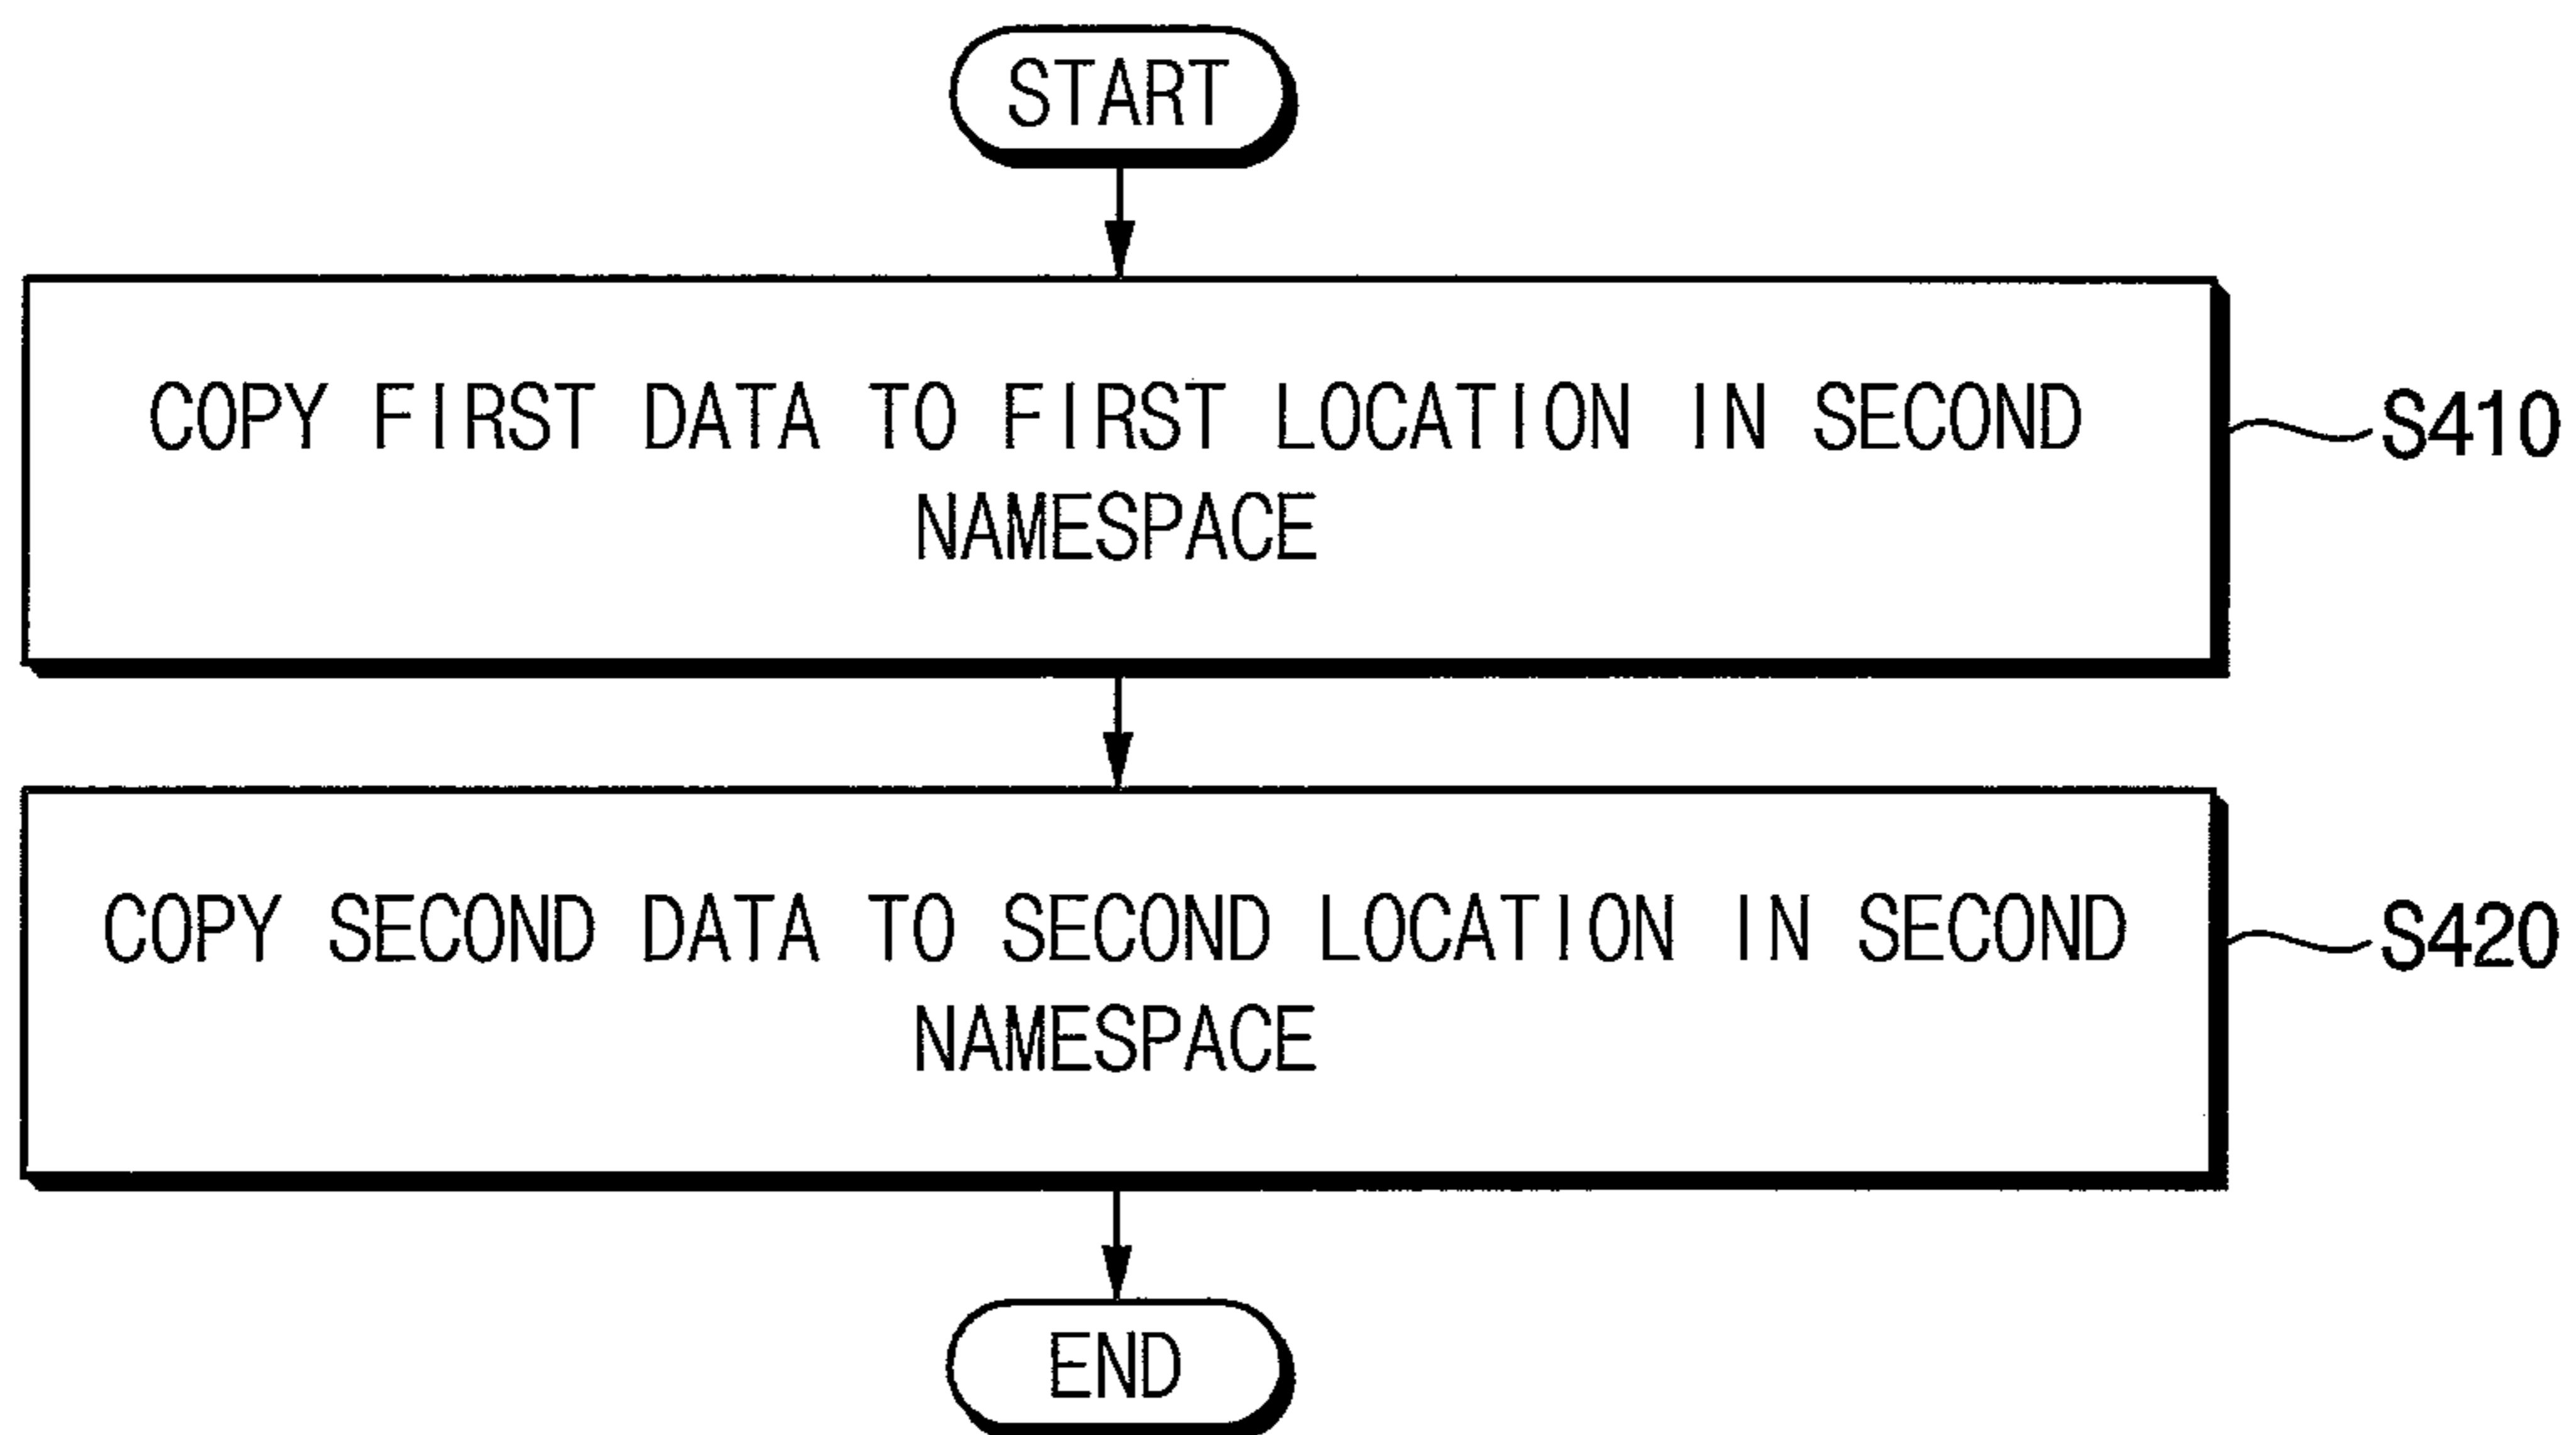 START
COPY FIRST DATA TO FIRST LOCATION IN SECOND
NAMESPACE
S410
COPY SECOND DATA TO SECOND LOCATION IN SECOND
NAMESPACE
S420
END